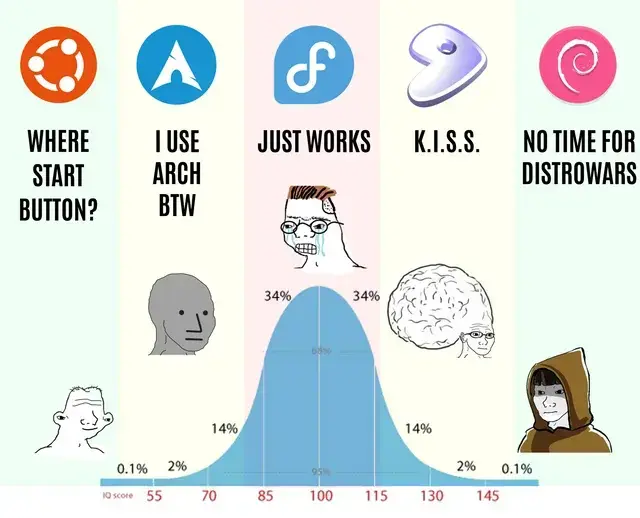 WHERE
START
BUTTON?
I USE
ARCH
BTW
JUST WORKS
K.I.S.S.
NO TIME FOR
DISTROWARS
34% 34%
68%
14% 14%
0.1% 2% 95% 2% 0.1%
IQ score 55 70 85 100 115 130 145